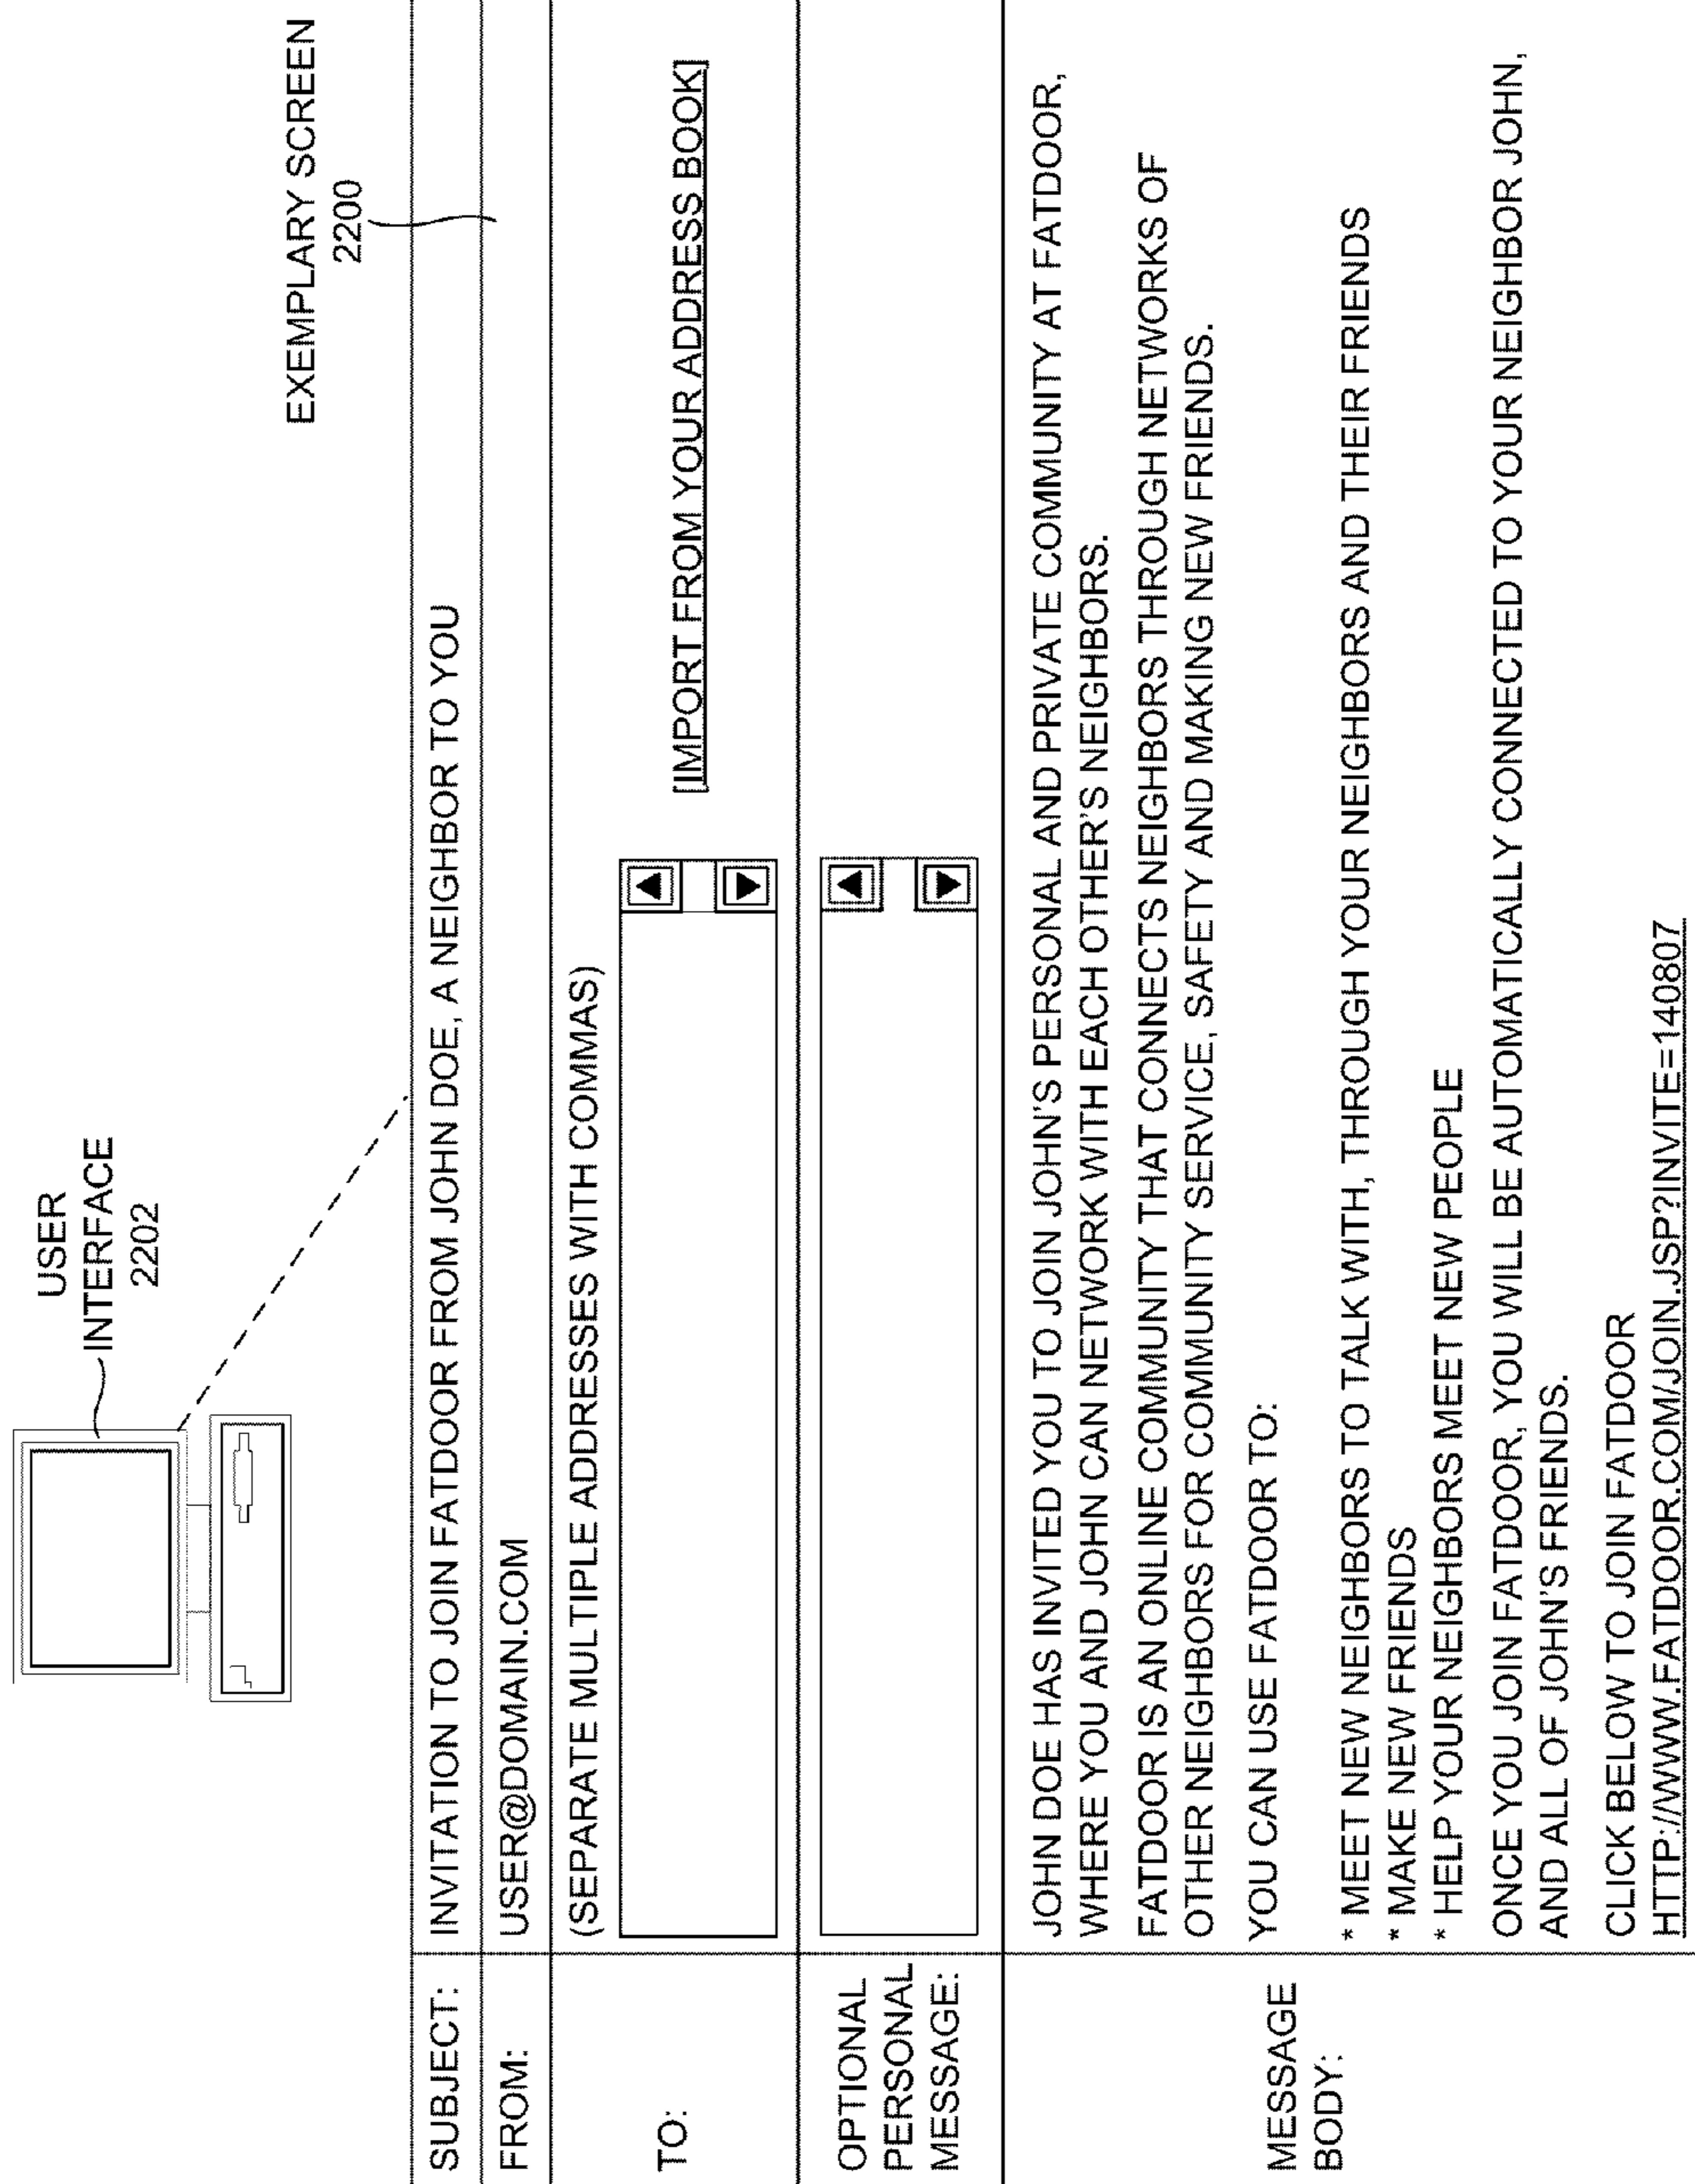 USER
INTERFACE
2202
EXEMPLARY SCREEN
2200
SUBJECT: INVITATION TO JOIN FATDOOR FROM JOHN DOE, A NEIGHBOR TO YOU
FROM: USER@DOMAIN.COM
TO:
(SEPARATE MULTIPLE ADDRESSES WITH COMMAS)
[IMPORT FROM YOUR ADDRESS BOOK]
OPTIONAL
PERSONAL
MESSAGE:
MESSAGE
BODY:
JOHN DOE HAS INVITED YOU TO JOIN JOHN'S PERSONAL AND PRIVATE COMMUNITY AT FATDOOR,
WHERE YOU AND JOHN CAN NETWORK WITH EACH OTHER'S NEIGHBORS.
FATDOOR IS AN ONLINE COMMUNITY THAT CONNECTS NEIGHBORS THROUGH NETWORKS OF
OTHER NEIGHBORS FOR COMMUNITY SERVICE, SAFETY AND MAKING NEW FRIENDS.
YOU CAN USE FATDOOR TO:
* MEET NEW NEIGHBORS TO TALK WITH, THROUGH YOUR NEIGHBORS AND THEIR FRIENDS
* MAKE NEW FRIENDS
* HELP YOUR NEIGHBORS MEET NEW PEOPLE
ONCE YOU JOIN FATDOOR, YOU WILL BE AUTOMATICALLY CONNECTED TO YOUR NEIGHBOR JOHN,
AND ALL OF JOHN'S FRIENDS.
CLICK BELOW TO JOIN FATDOOR
HTTP://WWW.FATDOOR.COM/JOIN.JSP?INVITE=140807